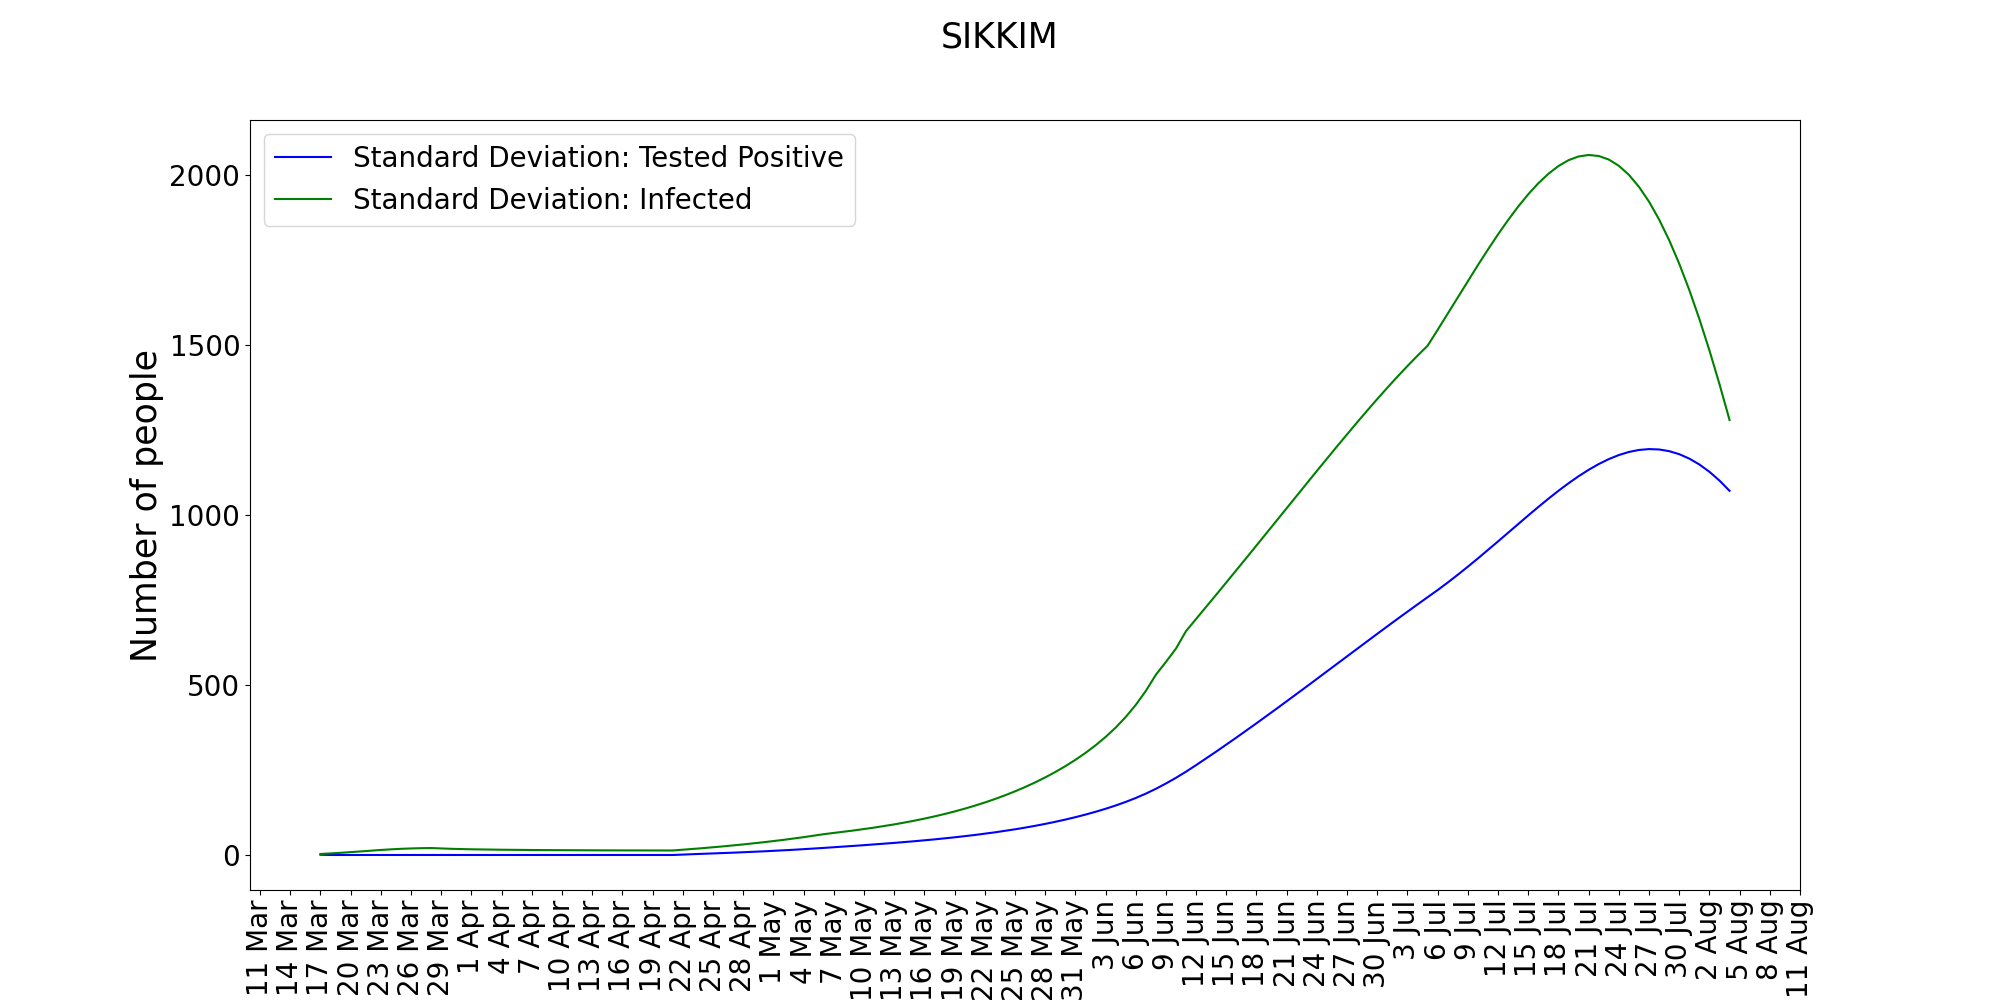 SIKKIM
Standard Deviation: Tested Positive
Standard Deviation: Infected
Number of people
2000
1500
1000
500
0
11 Mar
14 Mar
17 Mar
20 Mar
23 Mar
26 Mar
29 Mar
1 Apr
4 Apr
7 Apr
10 Apr
13 Apr
16 Apr
19 Apr
22 Apr
25 Apr
28 Apr
1 May
4 May
7 May
10 May
13 May
16 May
19 May
22 May
25 May
28 May
31 May
3 Jun
6 Jun
9 Jun
12 Jun
15 Jun
18 Jun
21 Jun
24 Jun
27 Jun
30 Jun
3 Jul
6 Jul
9 Jul
12 Jul
15 Jul
18 Jul
21 Jul
24 Jul
27 Jul
30 Jul
2 Aug
5 Aug
8 Aug
11 Aug